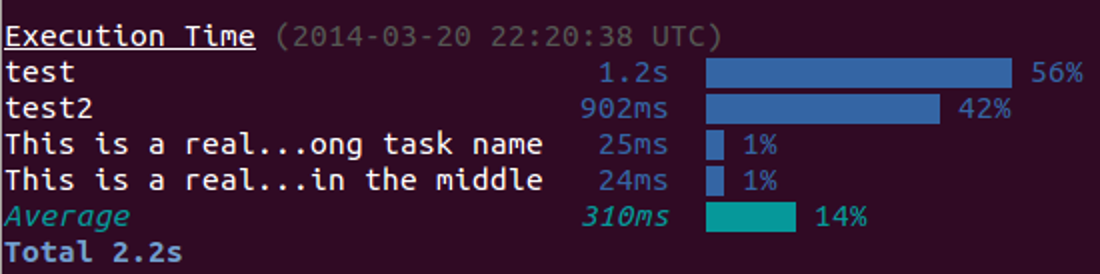 Execution Time (2014-03-20 22:20:38 UTC)
test 1.2s 56%
test2 902ms 42%
This is a real...ong task name 25ms 1%
This is a real...in the middle 24ms 1%
Average 310ms 14%
Total 2.2s